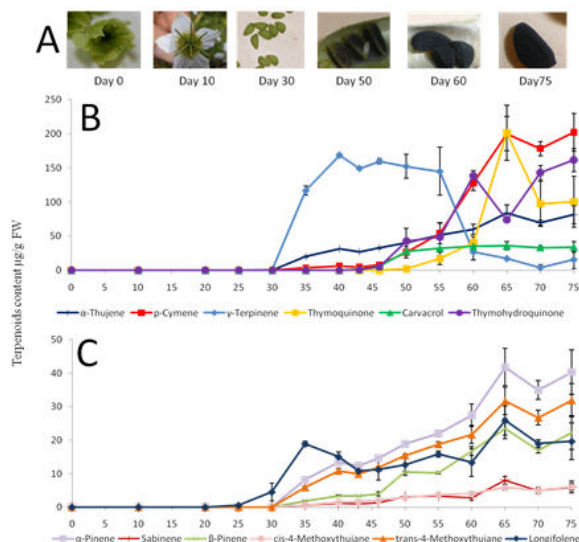 A
Day 0 Day 10 Day 30 Day 50 Day 60 Day75
B
Terpenoids content µg/g FW
250
200
150
100
50
0
0 5 10 15 20 25 30 35 40 45 50 55 60 65 70 75
α-Thujene p-Cymene γ-Terpinene Thymoquinone Carvacrol Thymohydroquinone
C
50
40
30
20
10
0
0 5 10 15 20 25 30 35 40 43 46 50 55 60 65 70 75
α-Pinene Sabinene β-Pinene cis-4-Methoxythujane trans-4-Methoxythujane Longifolene